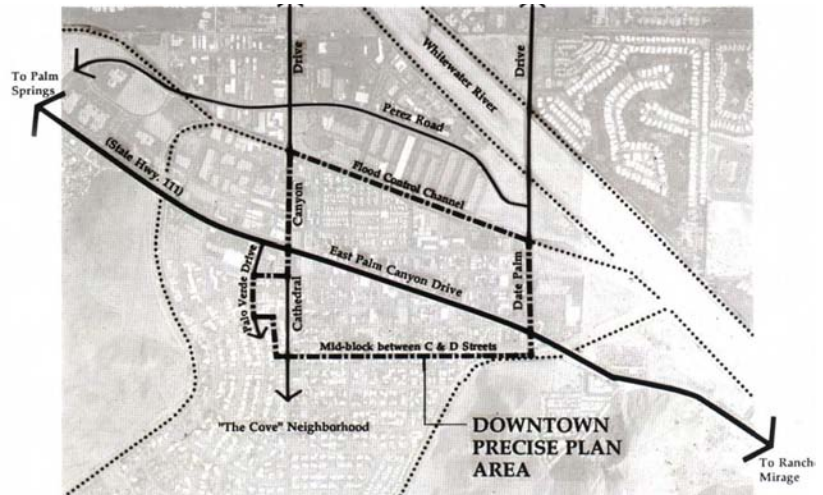 To Palm
Springs
(State Hwy. 111)
Drive
Canyon
Cathedral
Perez Road
Whitewater River
Drive
Date Palm
Flood Control Channel
East Palm Canyon Drive
Palo Verde Drive
Mid-block between C & D Streets
"The Cove" Neighborhood
DOWNTOWN
PRECISE PLAN
AREA
To Ranch
Mirage